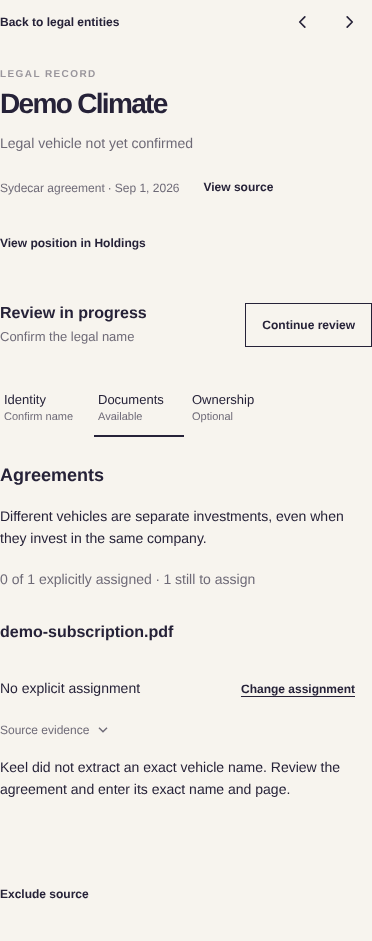 Back to legal entities
LEGAL RECORD
Demo Climate
Legal vehicle not yet confirmed
Sydecar agreement · Sep 1, 2026 View source
View position in Holdings
Review in progress
Confirm the legal name
Continue review
Identity
Confirm name
Documents
Available
Ownership
Optional
Agreements
Different vehicles are separate investments, even when
they invest in the same company.
0 of 1 explicitly assigned · 1 still to assign
demo-subscription.pdf
No explicit assignment
Change assignment
Source evidence
Keel did not extract an exact vehicle name. Review the
agreement and enter its exact name and page.
Exclude source